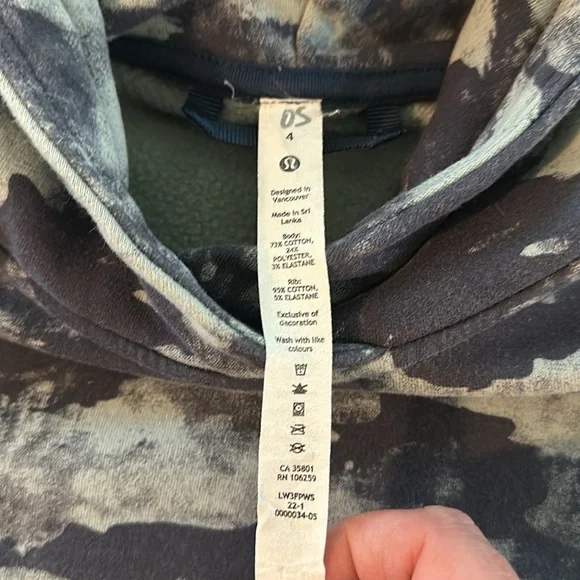 OS
4
Designed in
Vancouver
Made in Sri
Lanka
Body:
73% COTTON,
24%
POLYESTER,
3% ELASTANE
Rib:
95% COTTON,
5% ELASTANE
Exclusive of
decoration
Wash with like
colours
CA 35801
RN 106259
LW3FPWS
22-1
0000034-05